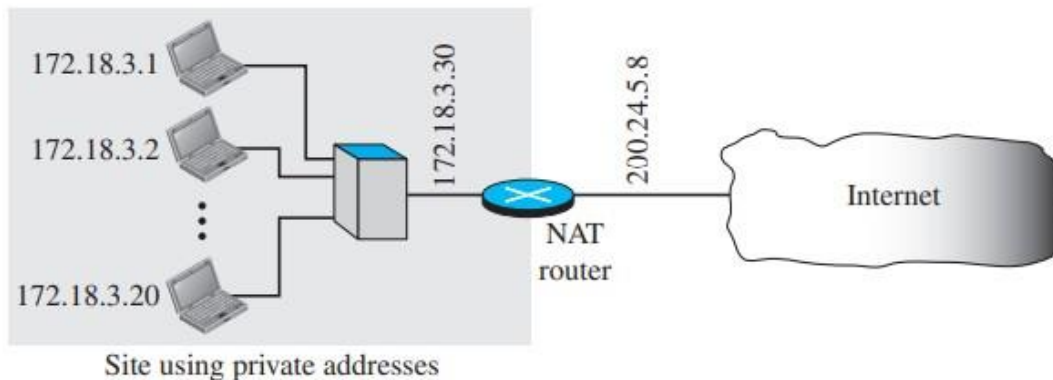 172.18.3.1
172.18.3.2
172.18.3.20
172.18.3.30
NAT
router
200.24.5.8
Internet
Site using private addresses